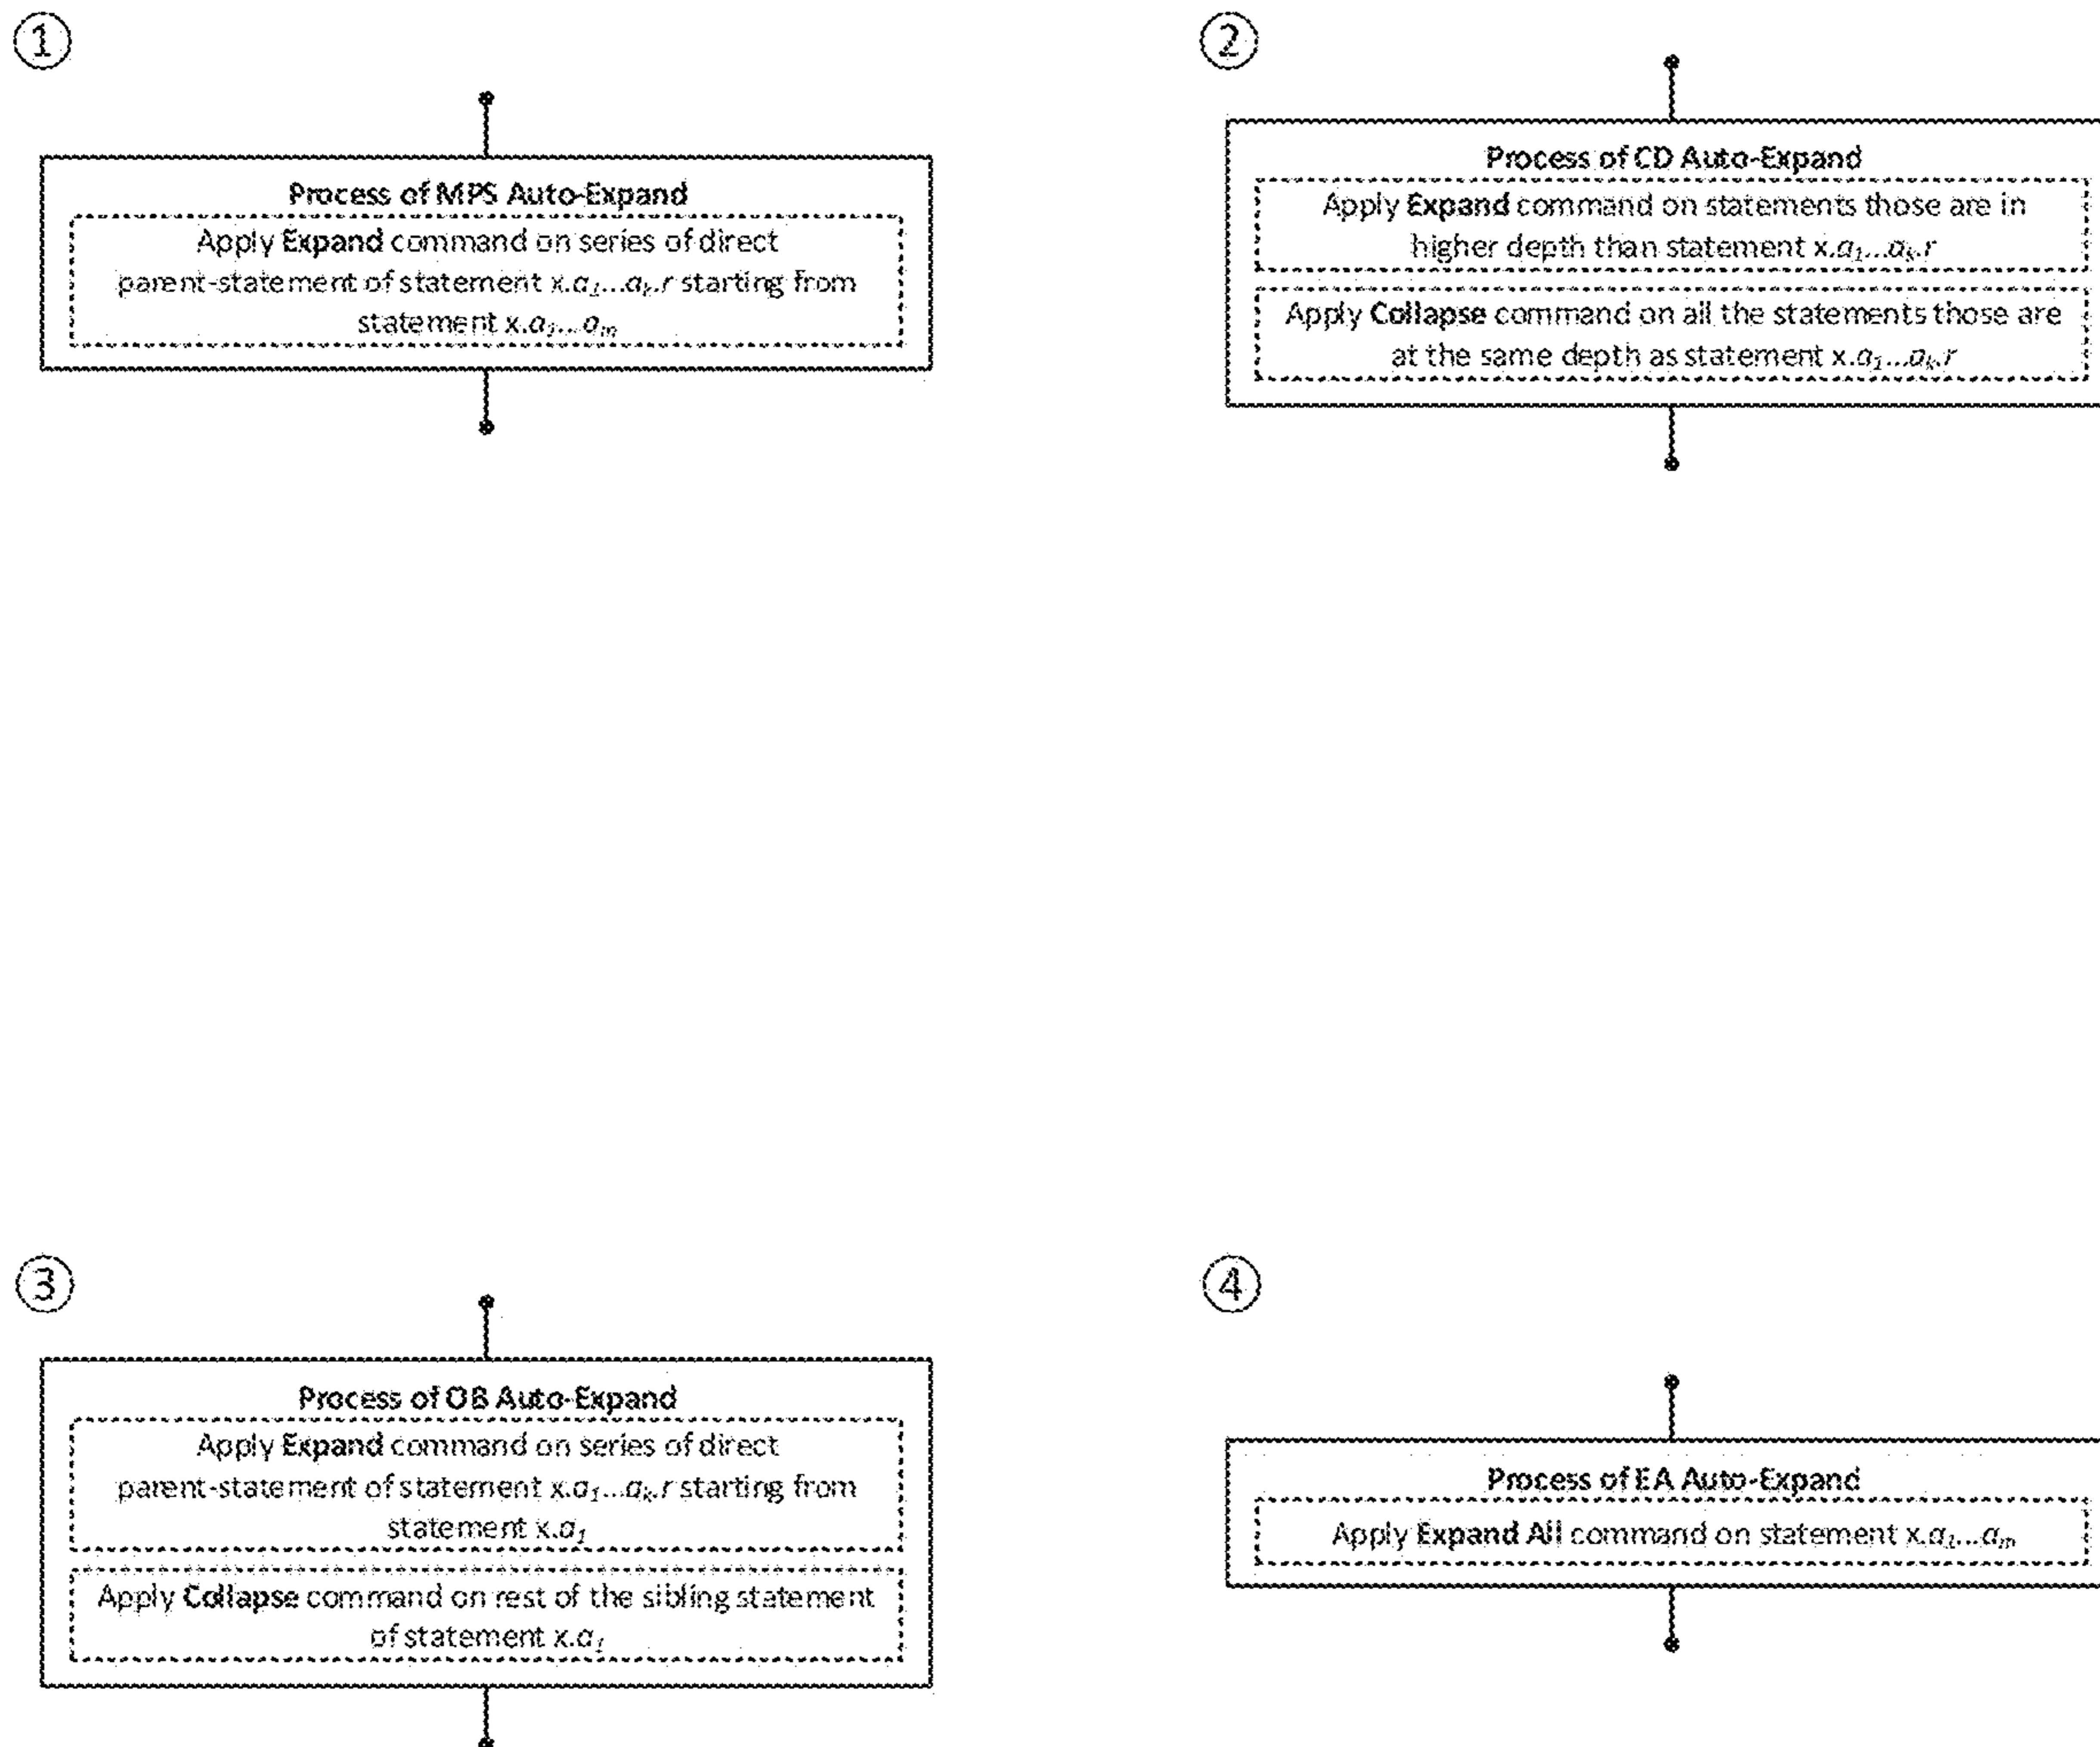 ①
Process of MPS Auto-Expand
Apply Expand command on series of direct
parent-statement of statement x.a₁...aₖ.r starting from
statement x.a₁...aₘ
②
Process of CD Auto-Expand
Apply Expand command on statements those are in
higher depth than statement x.a₁...aₖ.r
Apply Collapse command on all the statements those are
at the same depth as statement x.a₁...aₖ.r
③
Process of OB Auto-Expand
Apply Expand command on series of direct
parent-statement of statement x.a₁...aₖ.r starting from
statement x.a₁
Apply Collapse command on rest of the sibling statement
of statement x.a₁
④
Process of EA Auto-Expand
Apply Expand All command on statement x.a₁...aₘ